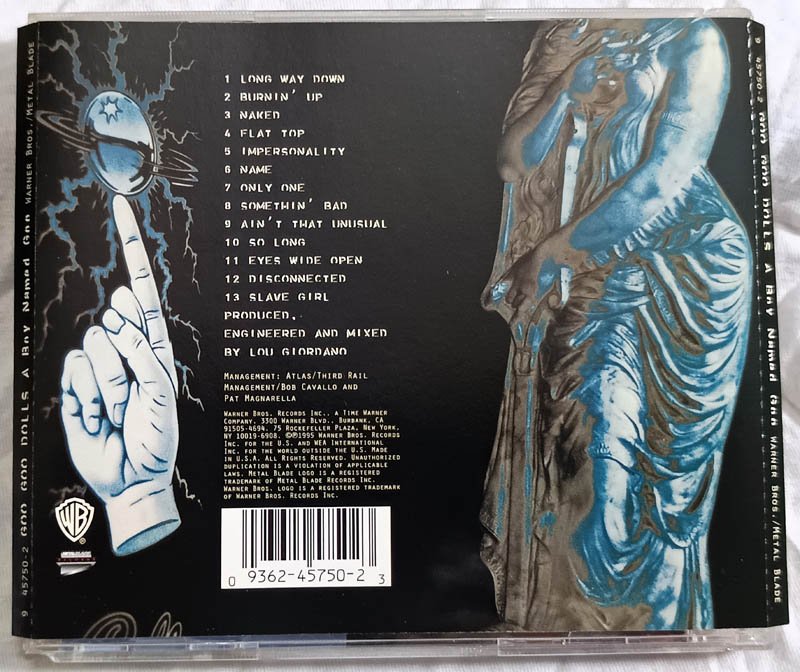 1 Long Way Down
2 Burnin' Up
3 Naked
4 Flat Top
5 Impersonality
6 Name
7 Only One
8 Somethin' Bad
9 Ain't That Unusual
10 So Long
11 Eyes Wide Open
12 Disconnected
13 Slave Girl
Produced,
Engineered and Mixed
by Lou Giordano
Management: Atlas/Third Rail
Management/Bob Cavallo and
Pat Magnarella
Warner Bros. Records Inc., a Time Warner
Company. 3300 Warner Blvd., Burbank, CA
91505-4694. 75 Rockefeller Plaza, New York,
NY 10019-6908. ©℗1995 Warner Bros. Records
Inc. for the U.S. and WEA International
Inc. for the world outside the U.S. Made
in U.S.A. All Rights Reserved. Unauthorized
duplication is a violation of applicable
laws. Metal Blade logo is a registered
trademark of Metal Blade Records Inc.
Warner Bros. logo is a registered trademark
of Warner Bros. Records Inc.
0 9362-45750-2 3
WB
9 45750-2 Goo Goo Dolls A Boy Named Goo Warner Bros./Metal Blade
9 45750-2 Goo Goo Dolls A Boy Named Goo Warner Bros./Metal Blade